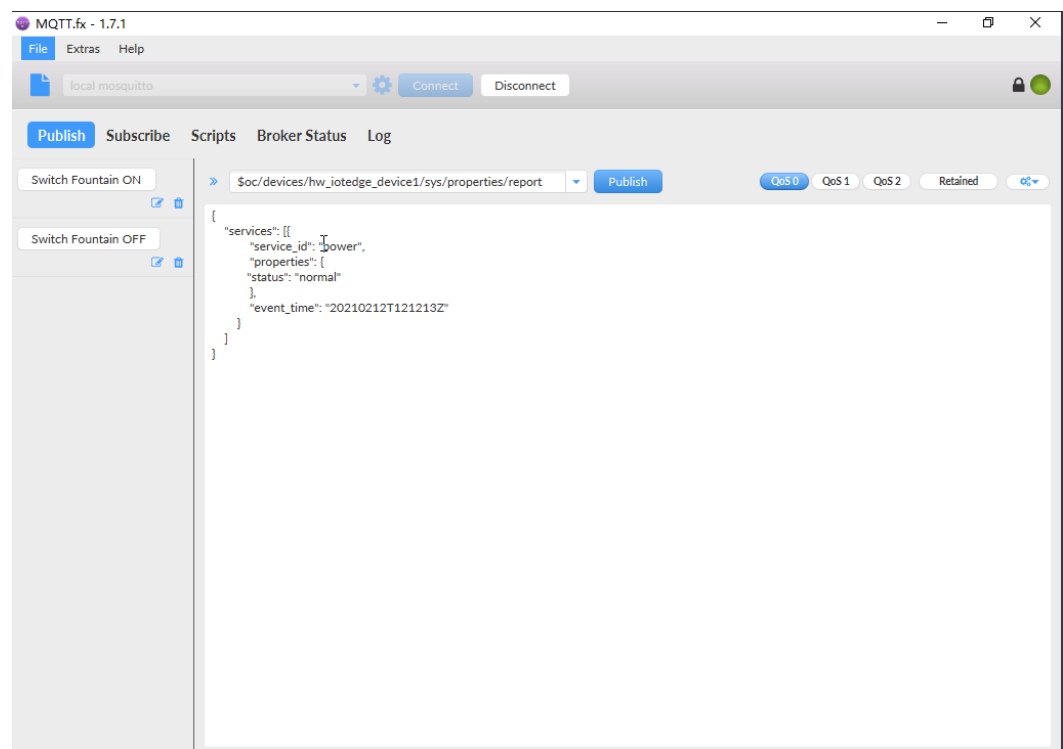 MQTT.fx - 1.7.1
File Extras Help
local mosquitto Connect Disconnect
Publish Subscribe Scripts Broker Status Log
Switch Fountain ON
Switch Fountain OFF
$oc/devices/hw_iotedge_device1/sys/properties/report Publish QoS 0 QoS 1 QoS 2 Retained
{
"services": [{
"service_id": "power",
"properties": {
"status": "normal"
},
"event_time": "20210212T121213Z"
}
]
}